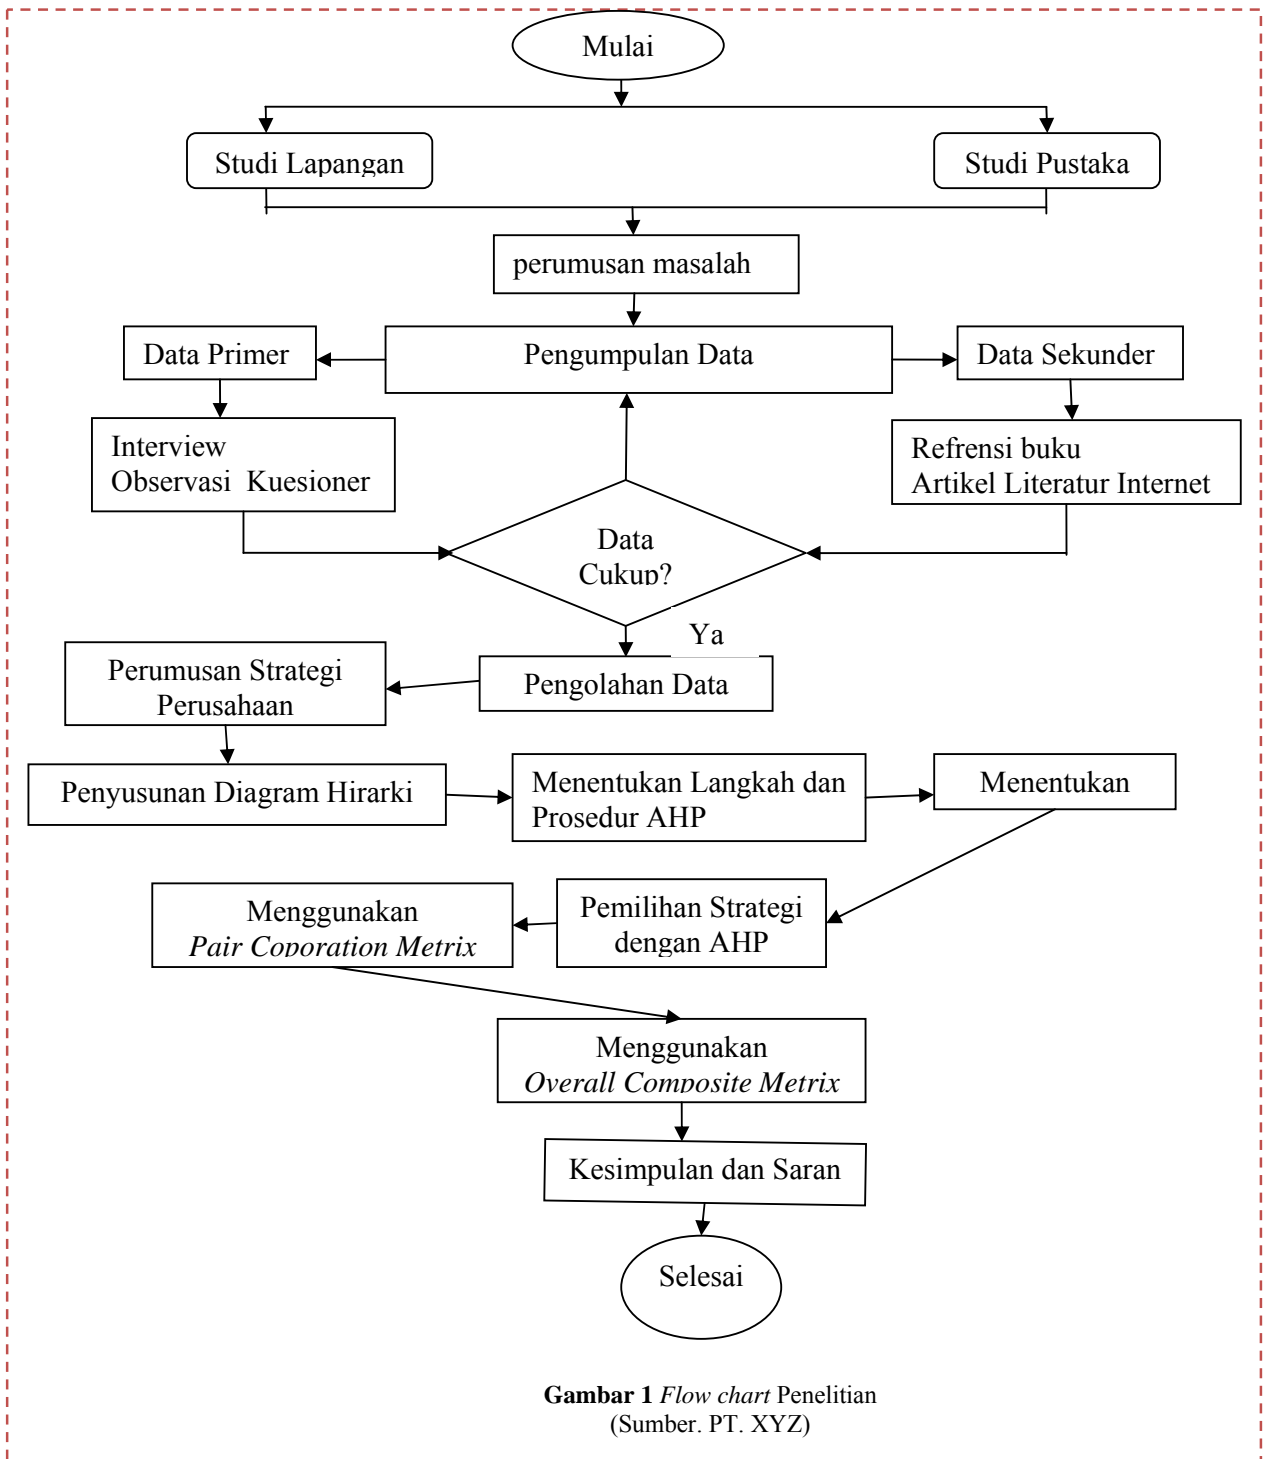 Mulai
Studi Lapangan
Studi Pustaka
perumusan masalah
Data Primer
Pengumpulan Data
Data Sekunder
Interview
Observasi Kuesioner
Refrensi buku
Artikel Literatur Internet
Data
Cukup?
Ya
Perumusan Strategi
Perusahaan
Pengolahan Data
Penyusunan Diagram Hirarki
Menentukan Langkah dan
Prosedur AHP
Menentukan
Pemilihan Strategi
dengan AHP
Menggunakan
Pair Coporation Metrix
Menggunakan
Overall Composite Metrix
Kesimpulan dan Saran
Selesai
Gambar 1 Flow chart Penelitian
(Sumber. PT. XYZ)